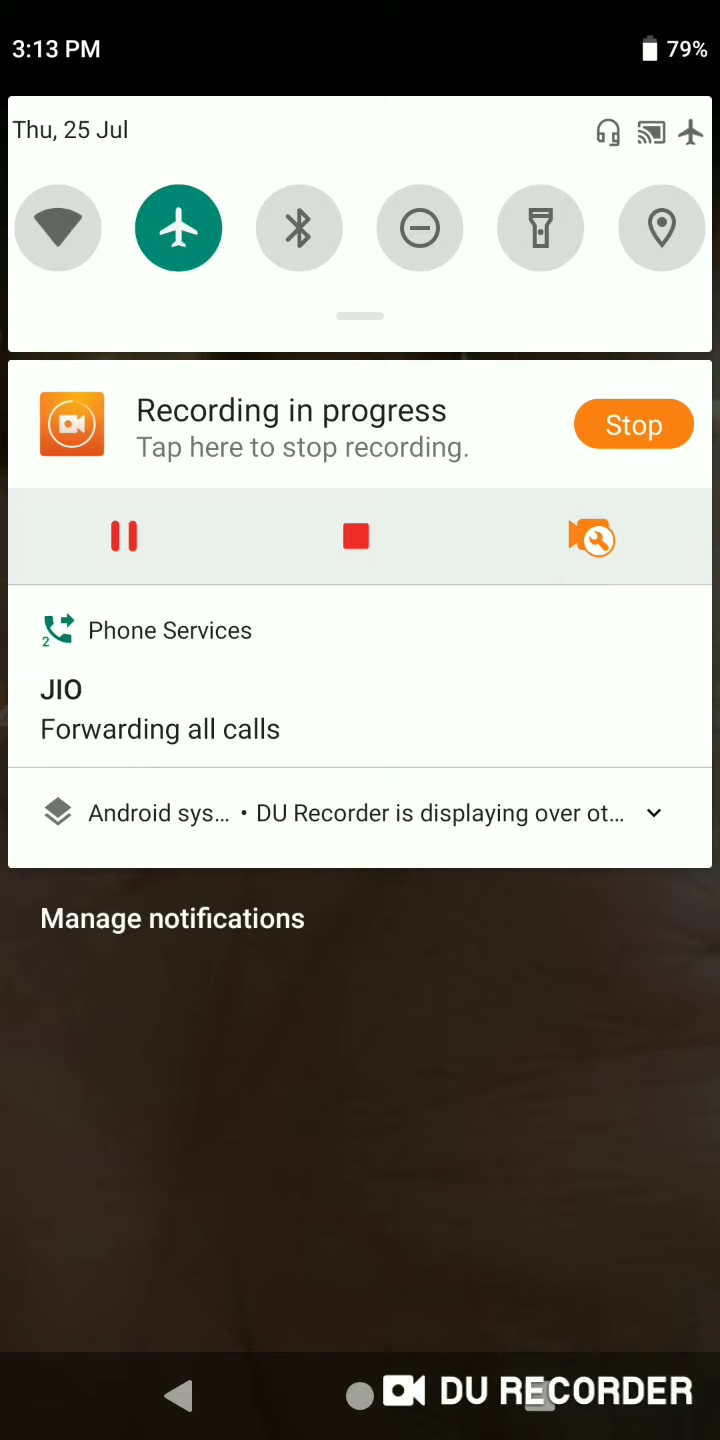 3:13 PM
79%
Thu, 25 Jul
Recording in progress
Tap here to stop recording.
Stop
2
Phone Services
JIO
Forwarding all calls
Android sys... • DU Recorder is displaying over ot...
Manage notifications
DU RECORDER